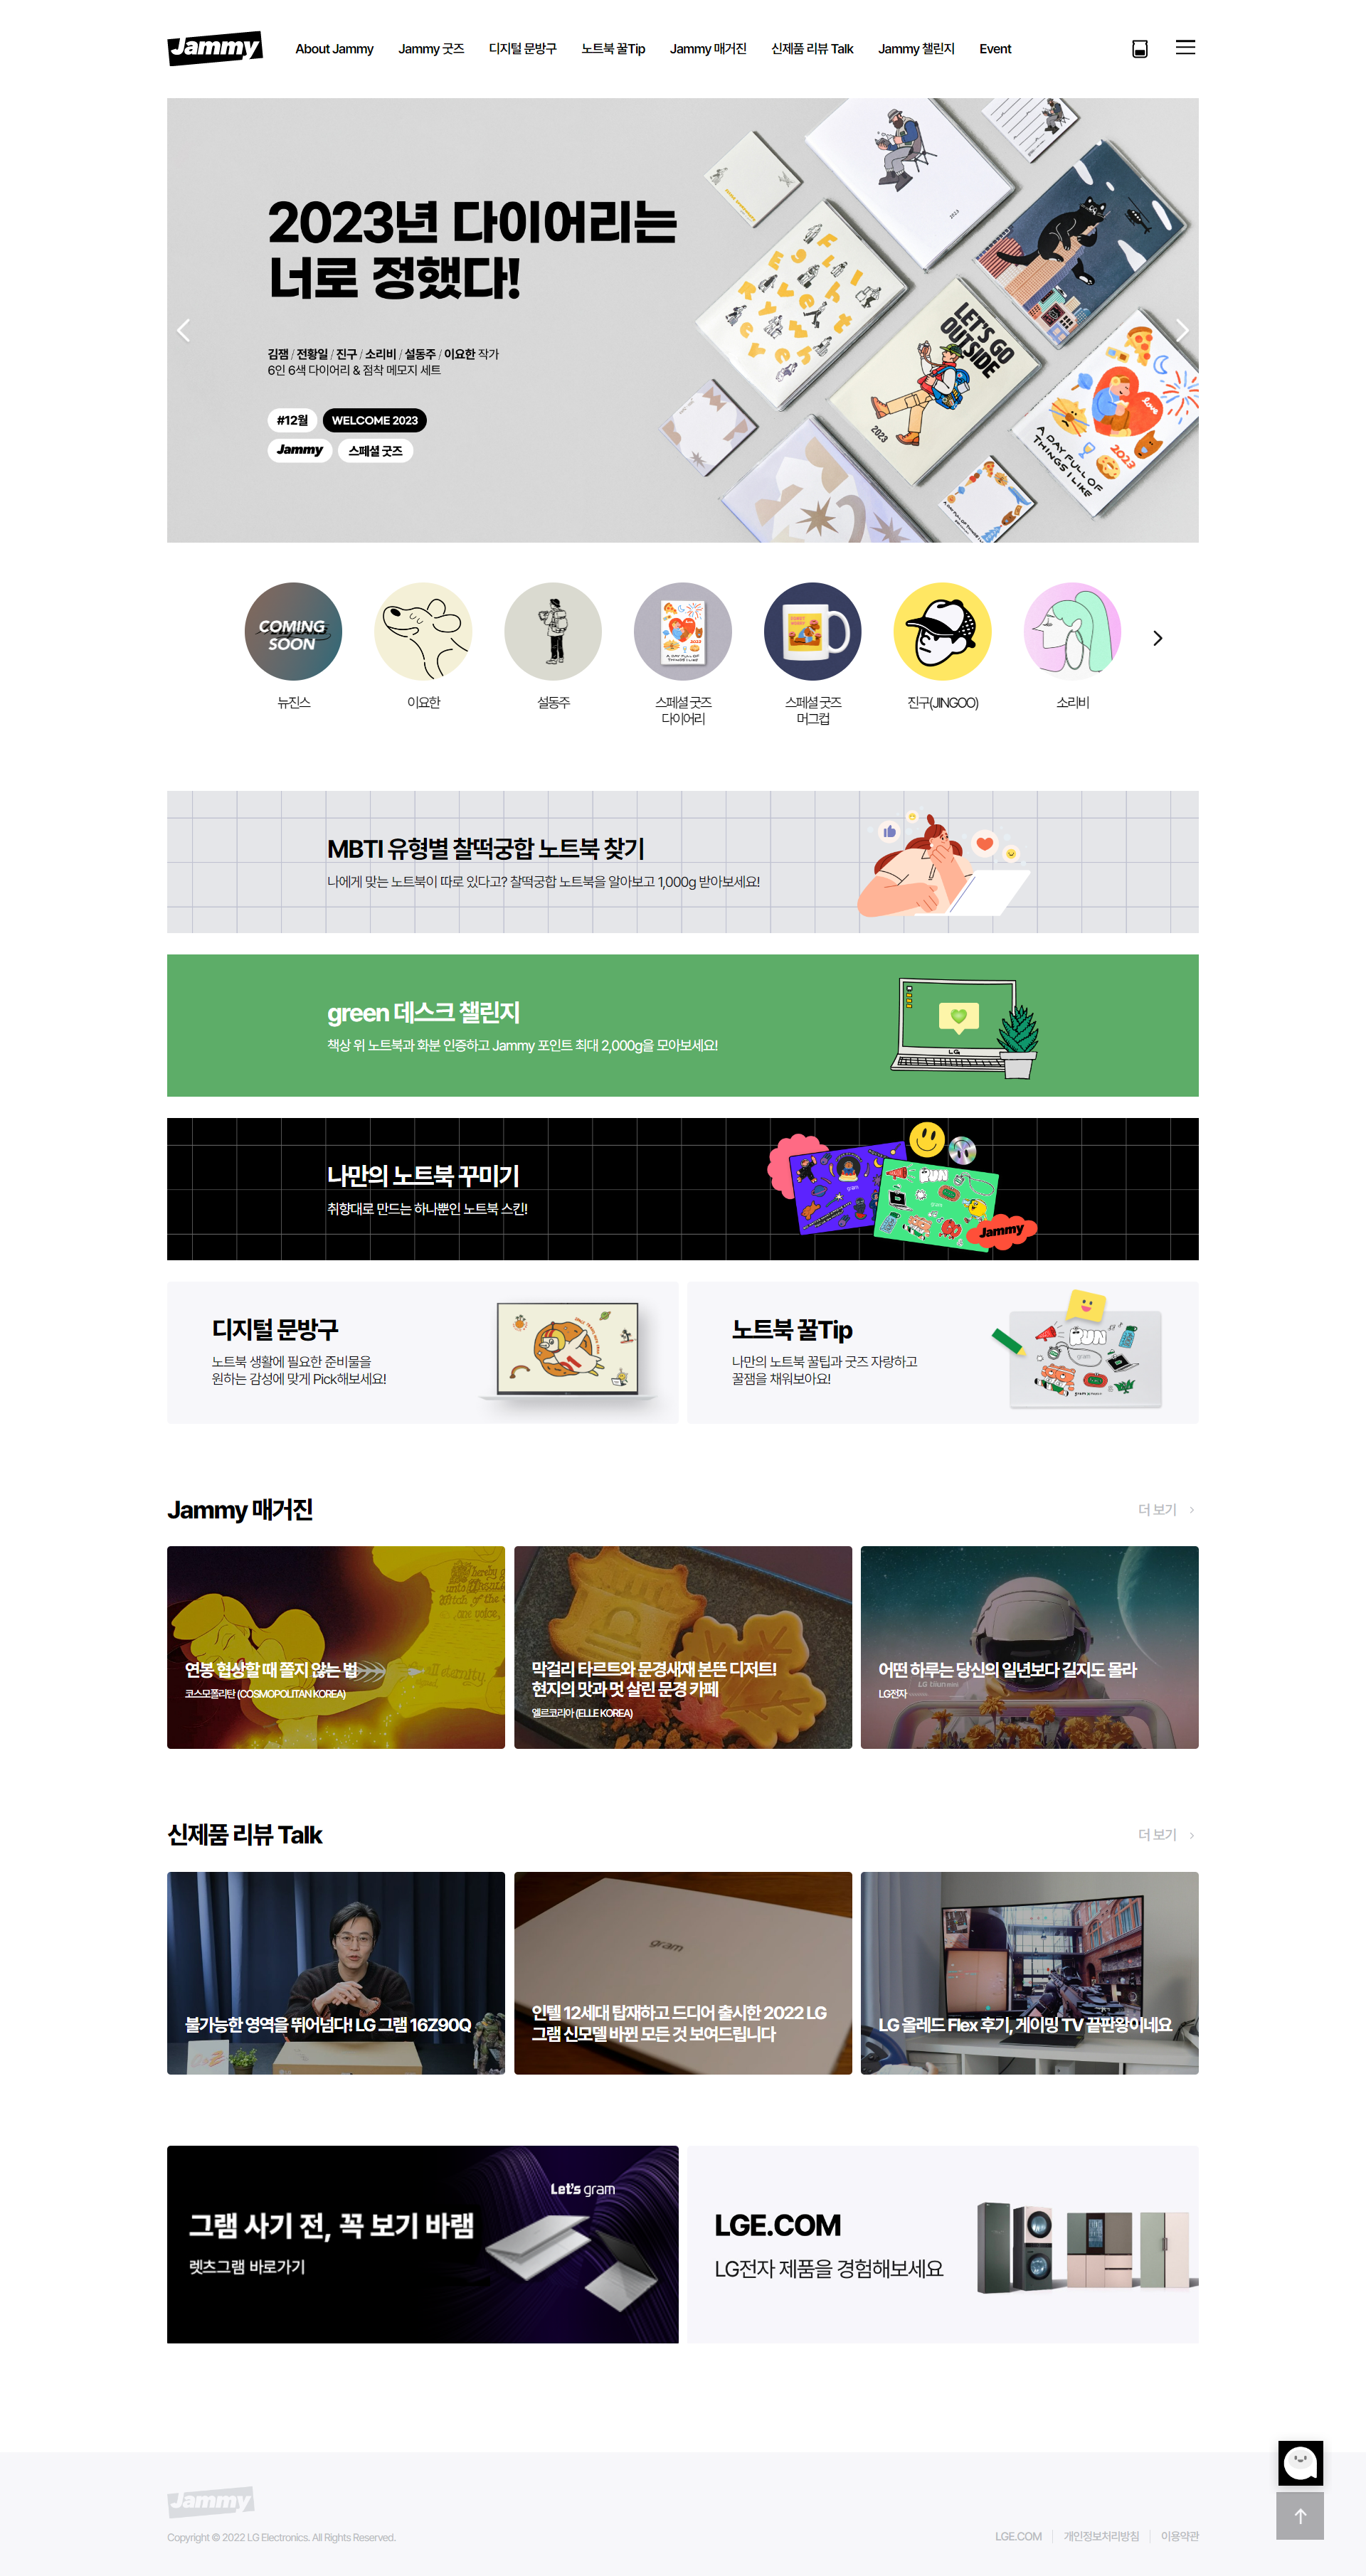 Jammy
About Jammy
Jammy 굿즈
디지털 문방구
노트북 꿀Tip
Jammy 매거진
신제품 리뷰 Talk
Jammy 챌린지
Event
2023년 다이어리는
너로 정했다!
김잼 / 전황일 / 진구 / 소리비 / 설동주 / 이요한 작가
6인 6색 다이어리 & 점착 메모지 세트
#12월 WELCOME 2023
Jammy 스페셜 굿즈
2023
LET'S GO
OUTSIDE
2023
love
A DAY FULL OF
THINGS I LIKE
2023
COMING
SOON
뉴진스
이요한
설동주
스페셜 굿즈
다이어리
스페셜 굿즈
머그컵
진구(JINGOO)
소리비
MBTI 유형별 찰떡궁합 노트북 찾기
나에게 맞는 노트북이 따로 있다고? 찰떡궁합 노트북을 알아보고 1,000g 받아보세요!
green 데스크 챌린지
책상 위 노트북과 화분 인증하고 Jammy 포인트 최대 2,000g을 모아보세요!
LG
나만의 노트북 꾸미기
취향대로 만드는 하나뿐인 노트북 스킨!
RUN
Jammy
디지털 문방구
노트북 생활에 필요한 준비물을
원하는 감성에 맞게 Pick해보세요!
노트북 꿀Tip
나만의 노트북 꿀팁과 굿즈 자랑하고
꿀잼을 채워보아요!
RUN
gram
Jammy 매거진
더 보기
연봉 협상할 때 쫄지 않는 법
코스모폴리탄 (COSMOPOLITAN KOREA)
막걸리 타르트와 문경새재 본뜬 디저트!
현지의 맛과 멋 살린 문경 카페
엘르코리아 (ELLE KOREA)
어떤 하루는 당신의 일년보다 길지도 몰라
LG전자
신제품 리뷰 Talk
더 보기
불가능한 영역을 뛰어넘다! LG 그램 16Z90Q
gram
인텔 12세대 탑재하고 드디어 출시한 2022 LG
그램 신모델 바뀐 모든 것 보여드립니다
LG 올레드 Flex 후기, 게이밍 TV 끝판왕이네요
Let's gram
그램 사기 전, 꼭 보기 바램
렛츠그램 바로가기
LGE.COM
LG전자 제품을 경험해보세요
Jammy
Copyright © 2022 LG Electronics. All Rights Reserved.
LGE.COM
개인정보처리방침
이용약관